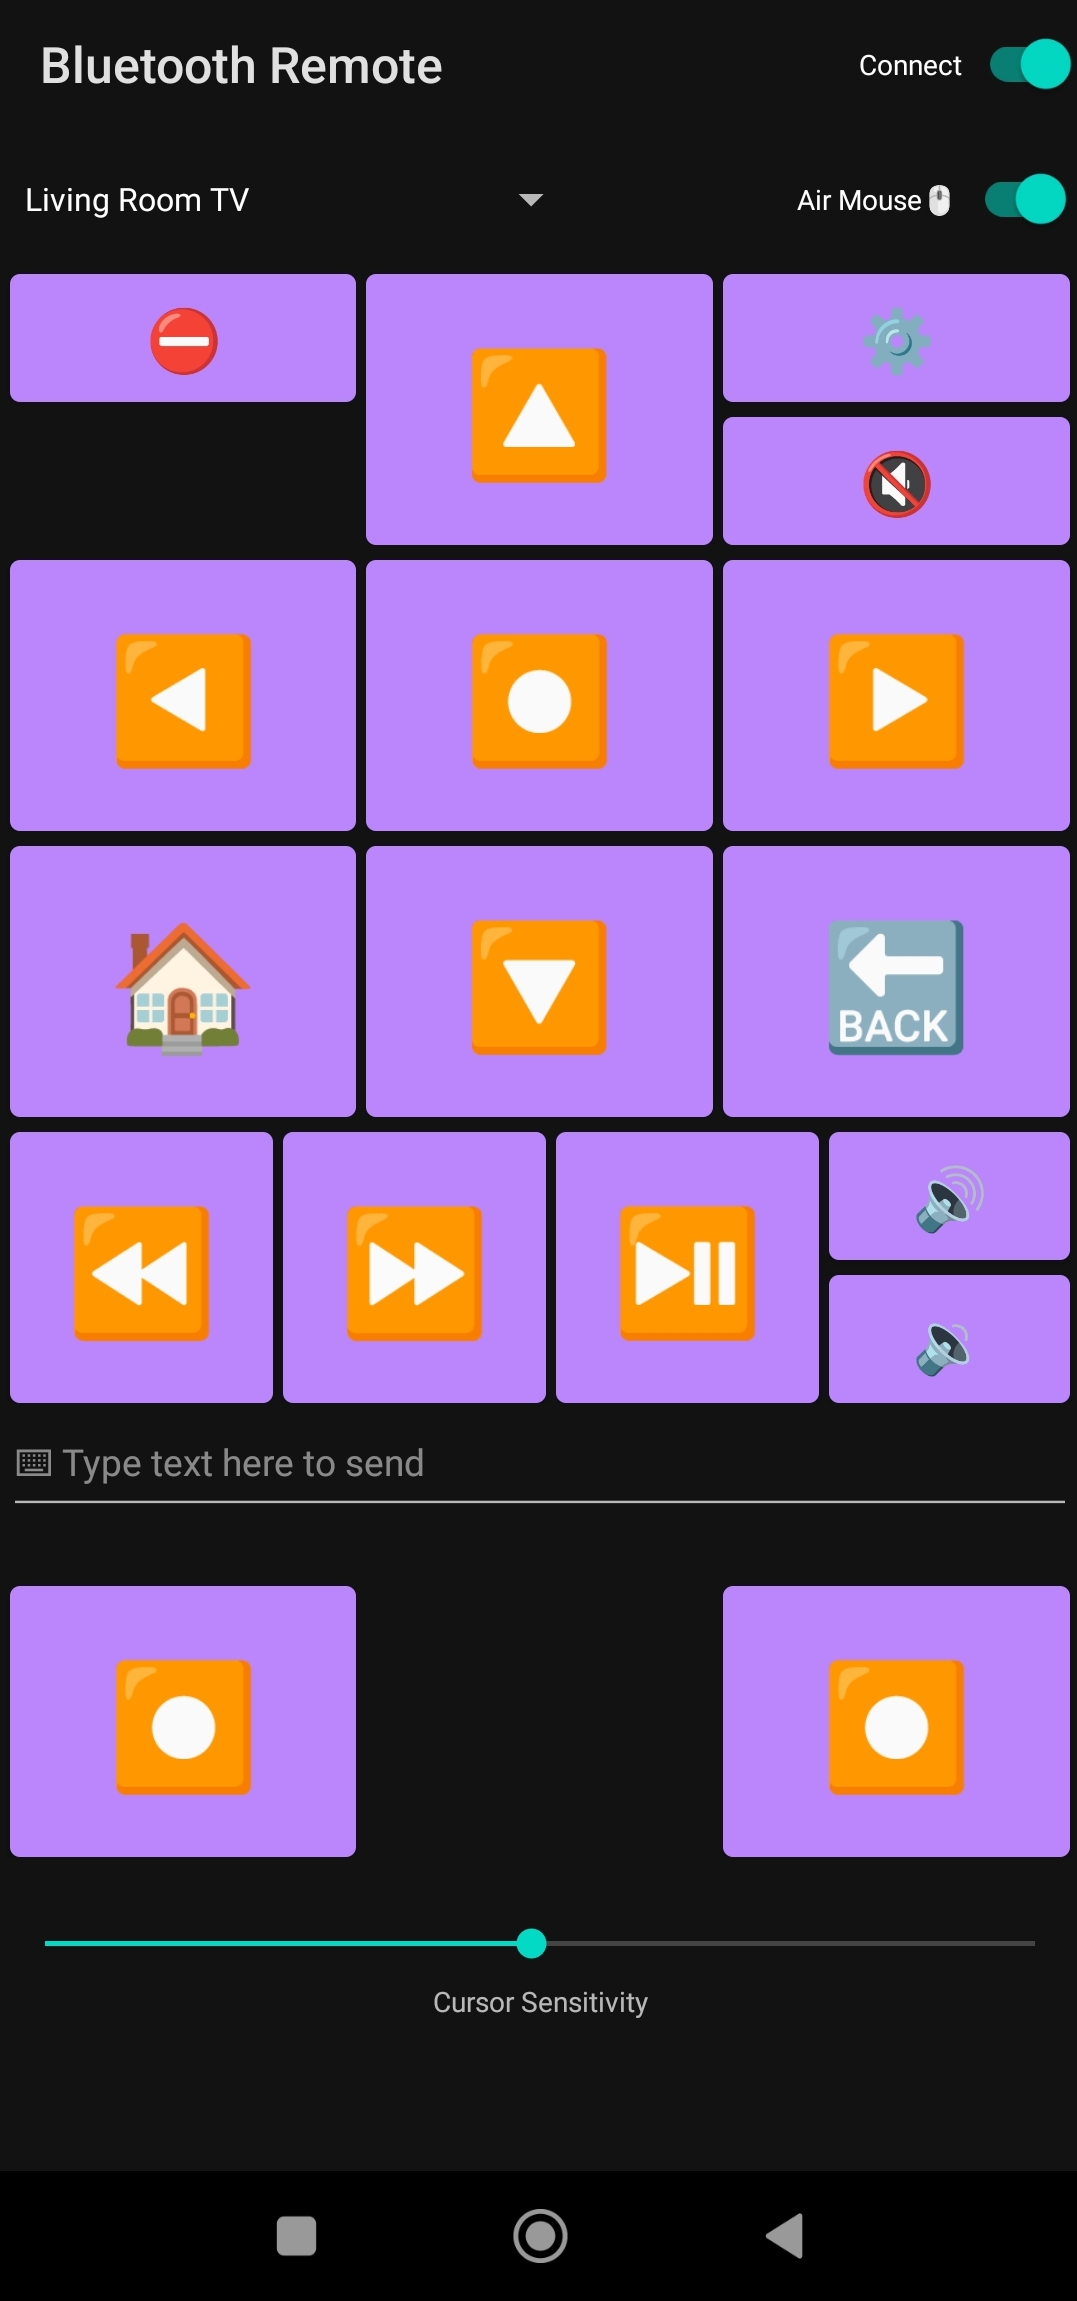 Bluetooth Remote
Connect
Living Room TV
Air Mouse
BACK
Type text here to send
Cursor Sensitivity